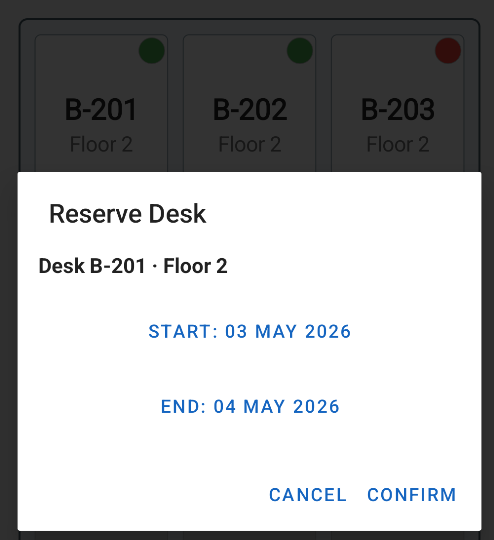 B-201 B-202 B-203
Floor 2 Floor 2 Floor 2
Reserve Desk
Desk B-201 · Floor 2
START: 03 MAY 2026
END: 04 MAY 2026
CANCEL CONFIRM